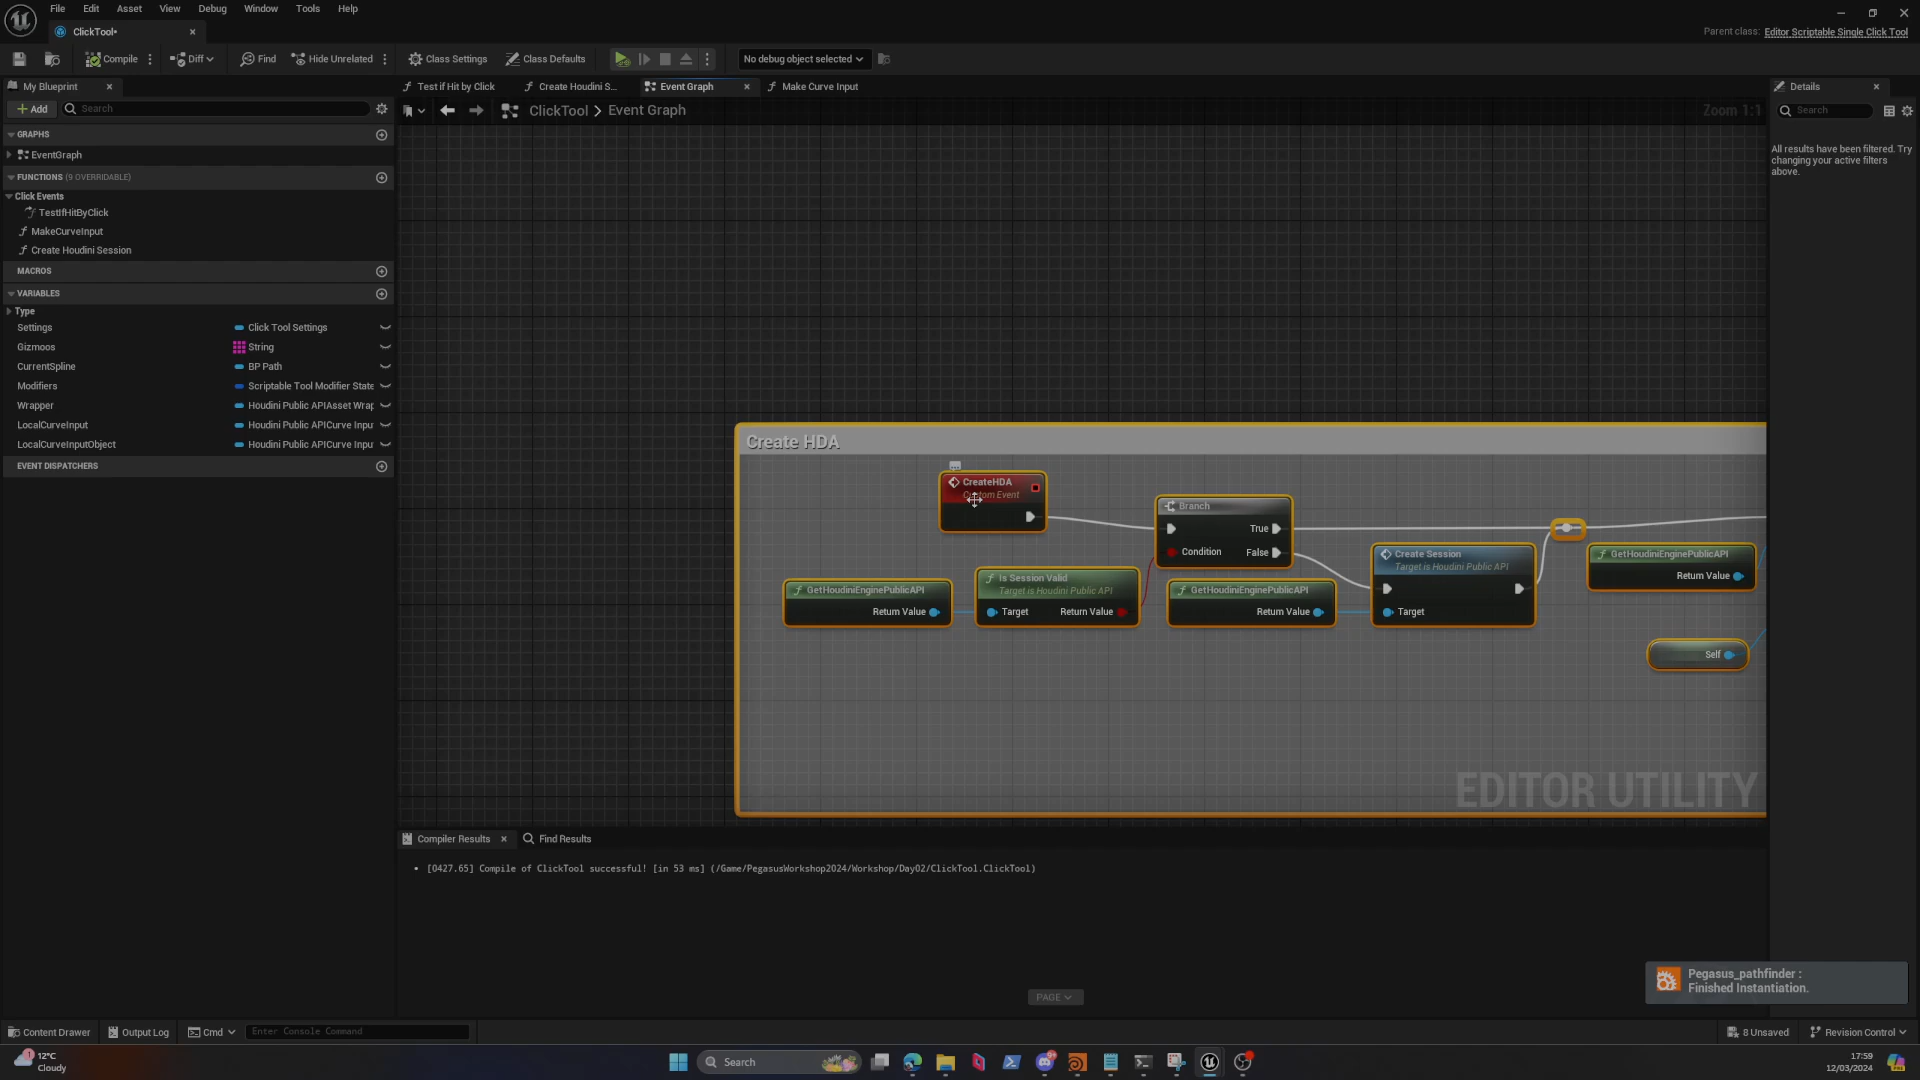 File Edit Asset View Debug Window Tools Help
ClickTool*
Parent class: Editor Scriptable Single Click Tool
Compile Diff Find Hide Unrelated Class Settings Class Defaults No debug object selected
My Blueprint
Test if Hit by Click Create Houdini S... Event Graph Make Curve Input
Details
Add Search
ClickTool > Event Graph
Zoom 1:1
Search
GRAPHS
EventGraph
All results have been filtered. Try
changing your active filters
above.
FUNCTIONS (9 OVERRIDABLE)
Click Events
TestIfHitByClick
MakeCurveInput
Create Houdini Session
MACROS
VARIABLES
Type
Settings Click Tool Settings
Gizmoos String
CurrentSpline BP Path
Modifiers Scriptable Tool Modifier State
Wrapper Houdini Public APIAsset Wrap
LocalCurveInput Houdini Public APICurve Inpu
LocalCurveInputObject Houdini Public APICurve Inpu
EVENT DISPATCHERS
Create HDA
CreateHDA
Custom Event
Branch
True
Condition False
Create Session
Target is Houdini Public API
Target
GetHoudiniEnginePublicAPI
Return Value
Is Session Valid
Target is Houdini Public API
Target Return Value
GetHoudiniEnginePublicAPI
Return Value
GetHoudiniEnginePublicAPI
Return Value
Self
EDITOR UTILITY
Compiler Results Find Results
[0427.65] Compile of ClickTool successful! [in 53 ms] (/Game/PegasusWorkshop2024/Workshop/Day02/ClickTool.ClickTool)
Pegasus_pathfinder :
Finished Instantiation.
PAGE
Content Drawer Output Log Cmd Enter Console Command 8 Unsaved Revision Control
12°C
Cloudy
Search
17:59
12/03/2024